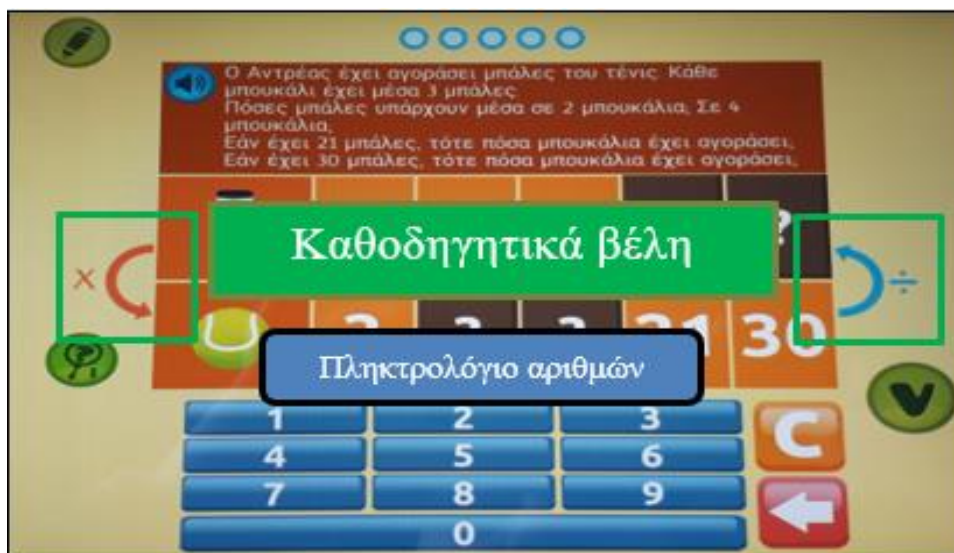 Ο Αντρέας έχει αγοράσει μπάλες του τένις. Κάθε
μπουκάλι έχει μέσα 3 μπάλες.
Πόσες μπάλες υπάρχουν μέσα σε 2 μπουκάλια; Σε 4
μπουκάλια;
Εάν έχει 21 μπάλες, τότε πόσα μπουκάλια έχει αγοράσει;
Εάν έχει 30 μπάλες, τότε πόσα μπουκάλια έχει αγοράσει;
Καθοδηγητικά βέλη ?
x ÷
30
Πληκτρολόγιο αριθμών
1 2 3 C
4 5 6
7 8 9
0